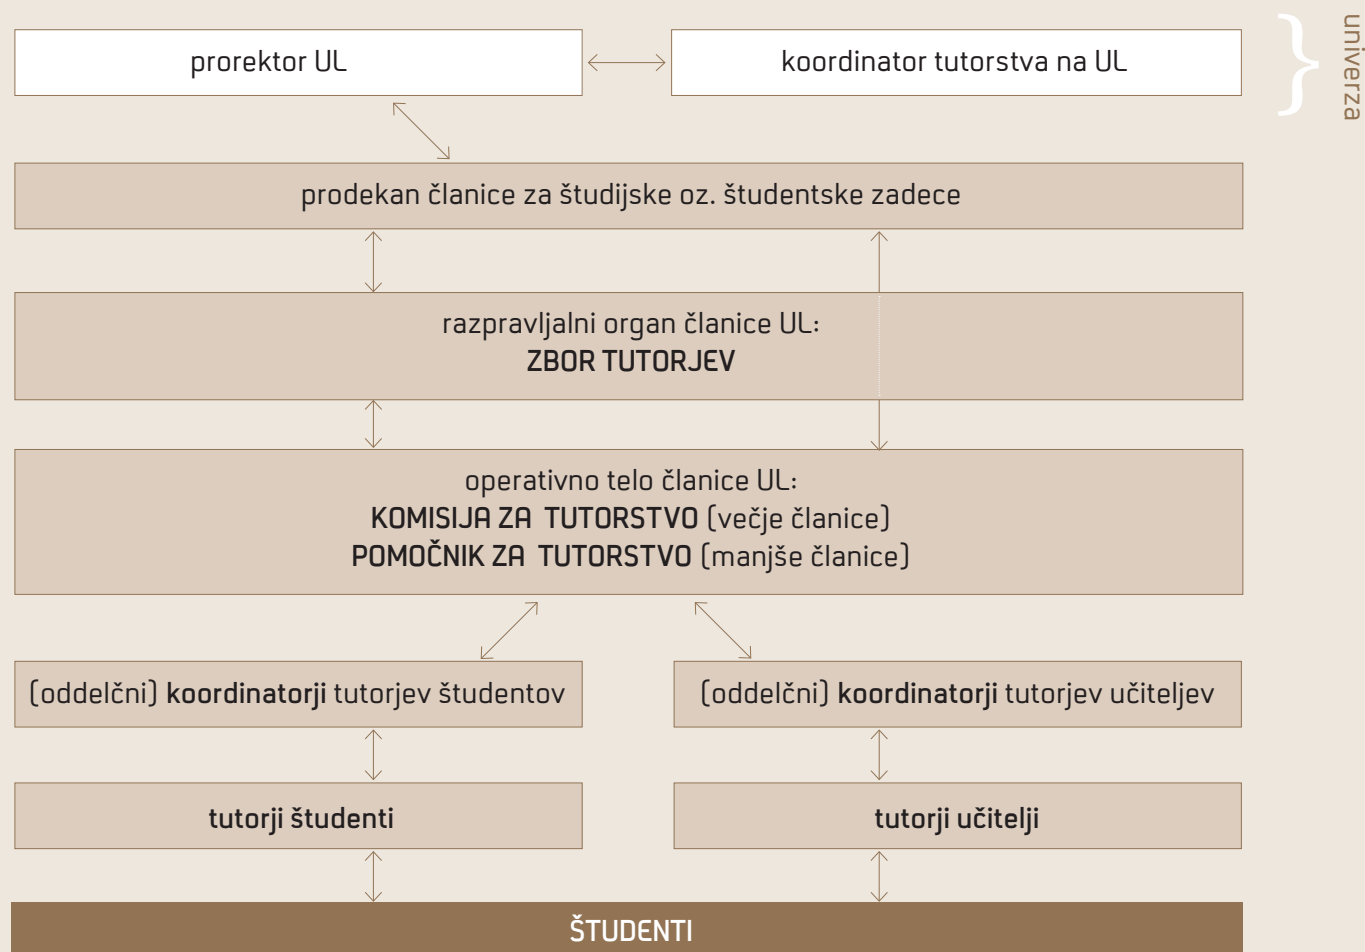 prorektor UL
koordinator tutorstva na UL
univerza
prodekan članice za študijske oz. študentske zadece
razpravljalni organ članice UL:
ZBOR TUTORJEV
operativno telo članice UL:
KOMISIJA ZA TUTORSTVO (večje članice)
POMOČNIK ZA TUTORSTVO (manjše članice)
(oddelčni) koordinatorji tutorjev študentov
(oddelčni) koordinatorji tutorjev učiteljev
tutorji študenti
tutorji učitelji
ŠTUDENTI